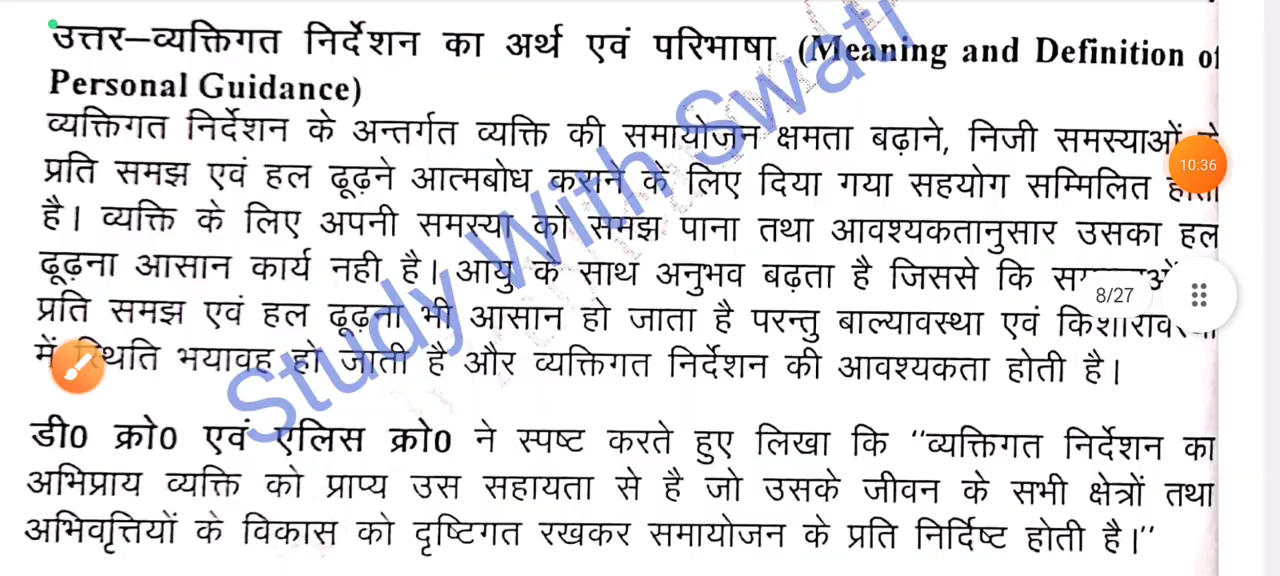 उत्तर–व्यक्तिगत निर्देशन का अर्थ एवं परिभाषा (Meaning and Definition of
Personal Guidance)
व्यक्तिगत निर्देशन के अन्तर्गत व्यक्ति की समायोजन क्षमता बढ़ाने, निजी समस्याओं
प्रति समझ एवं हल ढूढ़ने आत्मबोध कसने के लिए दिया गया सहयोग सम्मिलित होता
है। व्यक्ति के लिए अपनी समस्या को समझ पाना तथा आवश्यकतानुसार उसका हल
ढूढ़ना आसान कार्य नही है। आयु के साथ अनुभव बढ़ता है जिससे कि
प्रति समझ एवं हल ढूढ़ता भी आसान हो जाता है परन्तु बाल्यावस्था एवं
में स्थिति भयावह हो जाती है और व्यक्तिगत निर्देशन की आवश्यकता होती है।
डी0 क्रो0 एवं एलिस क्रो0 ने स्पष्ट करते हुए लिखा कि "व्यक्तिगत निर्देशन का
अभिप्राय व्यक्ति को प्राप्य उस सहायता से है जो उसके जीवन के सभी क्षेत्रों तथा
अभिवृत्तियों के विकास को दृष्टिगत रखकर समायोजन के प्रति निर्दिष्ट होती है।"
Study With Swati
10:36
8/27